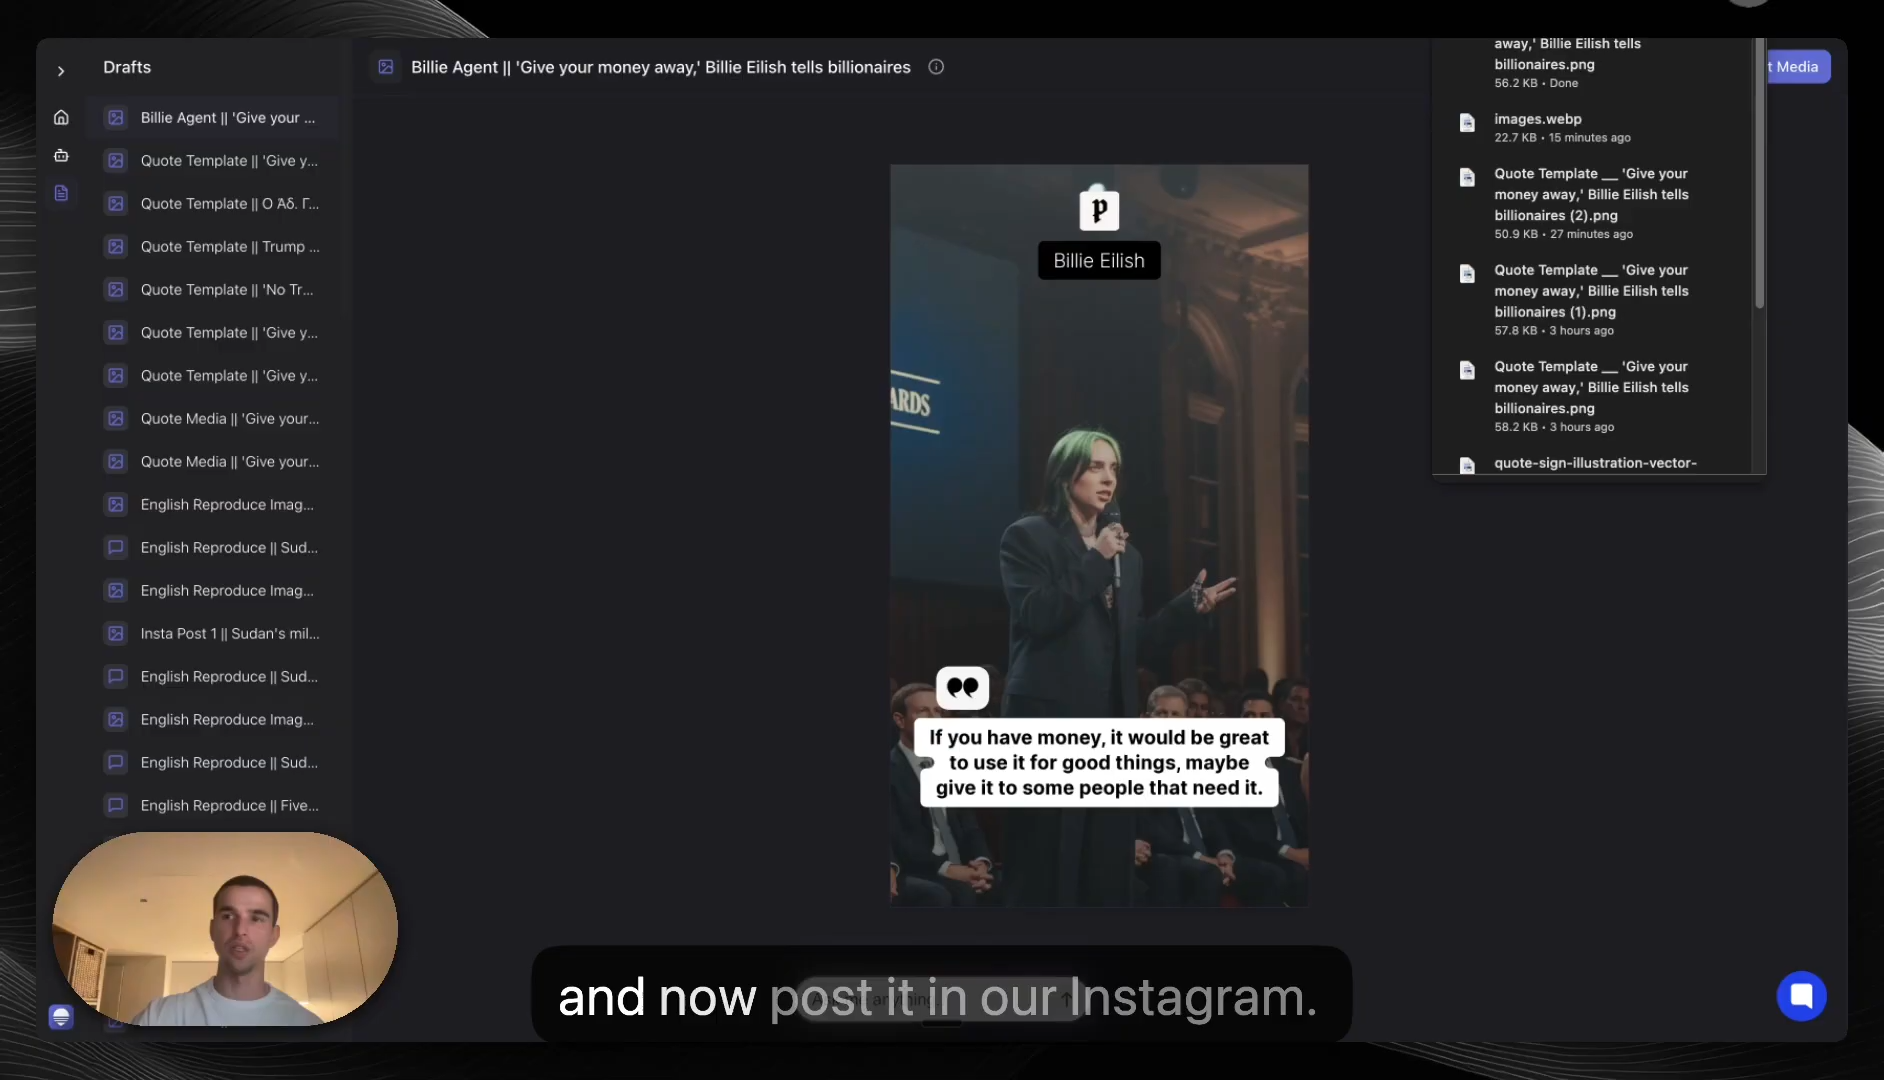 Drafts
Billie Agent || 'Give your ...
Quote Template || 'Give y...
Quote Template || Ο Άδ. Γ...
Quote Template || Trump ...
Quote Template || 'No Tr...
Quote Template || 'Give y...
Quote Template || 'Give y...
Quote Media || 'Give your...
Quote Media || 'Give your...
English Reproduce Imag...
English Reproduce || Sud...
English Reproduce Imag...
Insta Post 1 || Sudan's mil...
English Reproduce || Sud...
English Reproduce Imag...
English Reproduce || Sud...
English Reproduce || Five...
Billie Agent || 'Give your money away,' Billie Eilish tells billionaires
p
Billie Eilish
ARDS
If you have money, it would be great
to use it for good things, maybe
give it to some people that need it.
away,' Billie Eilish tells
billionaires.png
56.2 KB • Done
images.webp
22.7 KB • 15 minutes ago
Quote Template __ 'Give your
money away,' Billie Eilish tells
billionaires (2).png
50.9 KB • 27 minutes ago
Quote Template __ 'Give your
money away,' Billie Eilish tells
billionaires (1).png
57.8 KB • 3 hours ago
Quote Template __ 'Give your
money away,' Billie Eilish tells
billionaires.png
58.2 KB • 3 hours ago
quote-sign-illustration-vector-
t Media
and now post it in our Instagram.